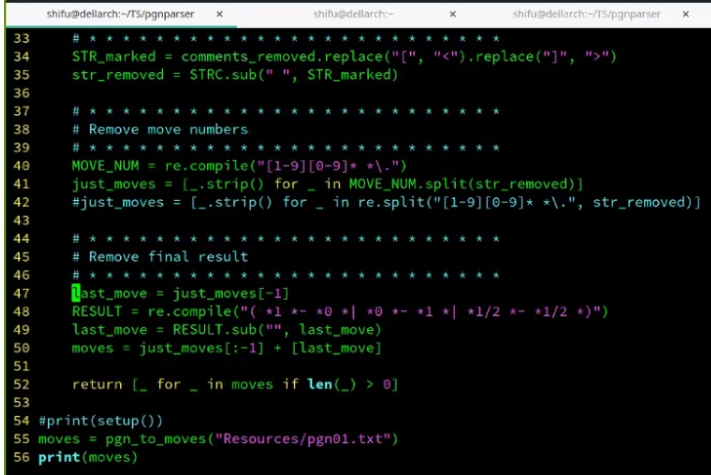 shifu@dellarch:~/TS/pgnparser × shifu@dellarch:~ × shifu@dellarch:~/TS/pgnparser ×
33     # * * * * * * * * * * * * * * * * * * * * * * * * *
34     STR_marked = comments_removed.replace("[", "<").replace("]", ">")
35     str_removed = STRC.sub(" ", STR_marked)
36
37     # * * * * * * * * * * * * * * * * * * * * * * * * *
38     # Remove move numbers
39     # * * * * * * * * * * * * * * * * * * * * * * * * *
40     MOVE_NUM = re.compile("[1-9][0-9]* *\.")
41     just_moves = [_.strip() for _ in MOVE_NUM.split(str_removed)]
42     #just_moves = [_.strip() for _ in re.split("[1-9][0-9]* *\.", str_removed)]
43
44     # * * * * * * * * * * * * * * * * * * * * * * * * *
45     # Remove final result
46     # * * * * * * * * * * * * * * * * * * * * * * * * *
47     last_move = just_moves[-1]
48     RESULT = re.compile("( *1 *- *0 *| *0 *- *1 *| *1/2 *- *1/2 *)")
49     last_move = RESULT.sub("", last_move)
50     moves = just_moves[:-1] + [last_move]
51
52     return [_ for _ in moves if len(_) > 0]
53
54 #print(setup())
55 moves = pgn_to_moves("Resources/pgn01.txt")
56 print(moves)